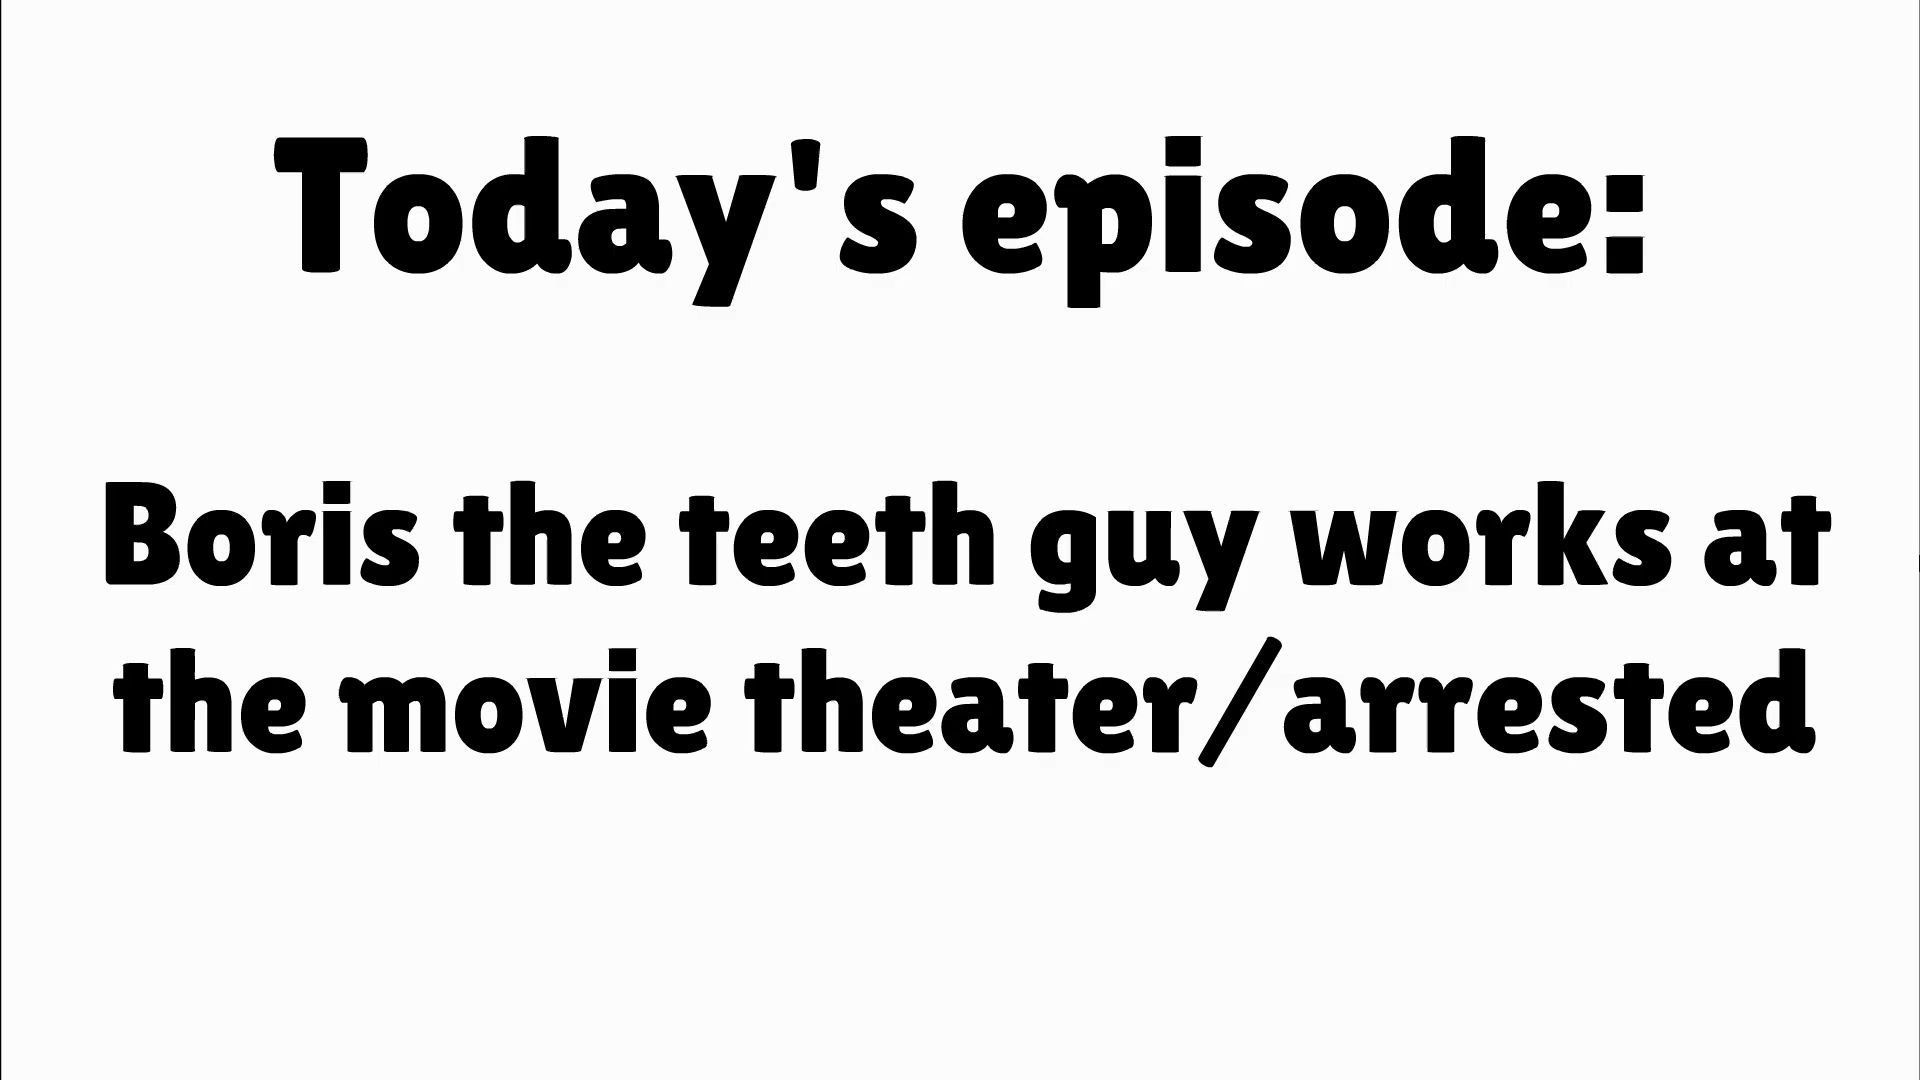 Today's episode:
Boris the teeth guy works at
the movie theater/arrested